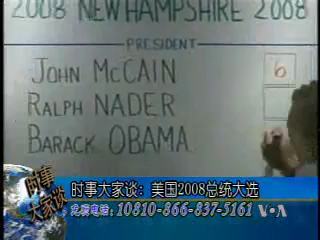 2008 NEW HAMPSHIRE 2008
PRESIDENT
JOHN MCCAIN 6
RALPH NADER
BARACK OBAMA
时事大家谈
时事大家谈：美国2008总统大选
免费电话：10810-866-837-5161 VOA